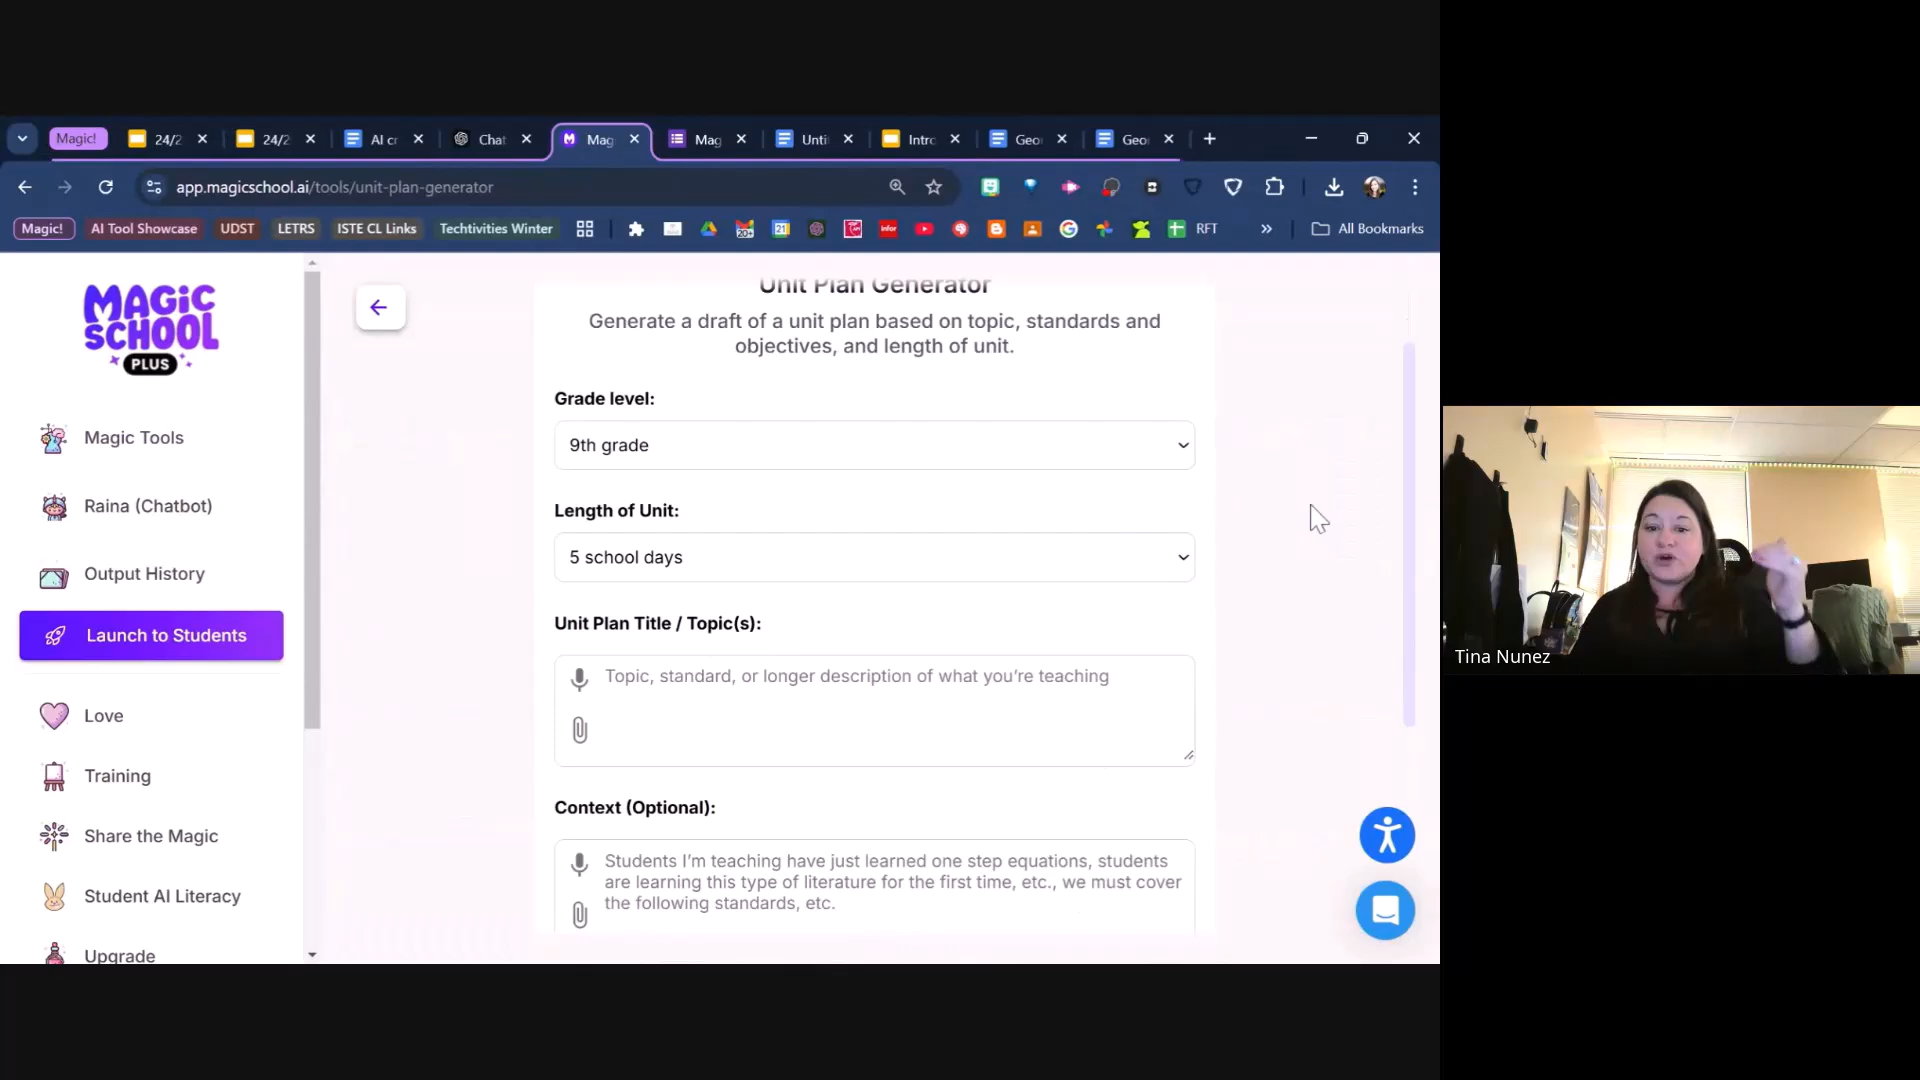 Magic!
24/2
24/2
AI cr
Chat
Mag
Mag
Unti
Intro
Geo
Geo
app.magicschool.ai/tools/unit-plan-generator
Magic!
AI Tool Showcase
UDST
LETRS
ISTE CL Links
Techtivities Winter
RFT
All Bookmarks
MAGiC
SCHOOL
PLUS
Magic Tools
Raina (Chatbot)
Output History
Launch to Students
Love
Training
Share the Magic
Student AI Literacy
Upgrade
Unit Plan Generator
Generate a draft of a unit plan based on topic, standards and
objectives, and length of unit.
Grade level:
9th grade
Length of Unit:
5 school days
Unit Plan Title / Topic(s):
Topic, standard, or longer description of what you’re teaching
Context (Optional):
Students I’m teaching have just learned one step equations, students
are learning this type of literature for the first time, etc., we must cover
the following standards, etc.
Tina Nunez